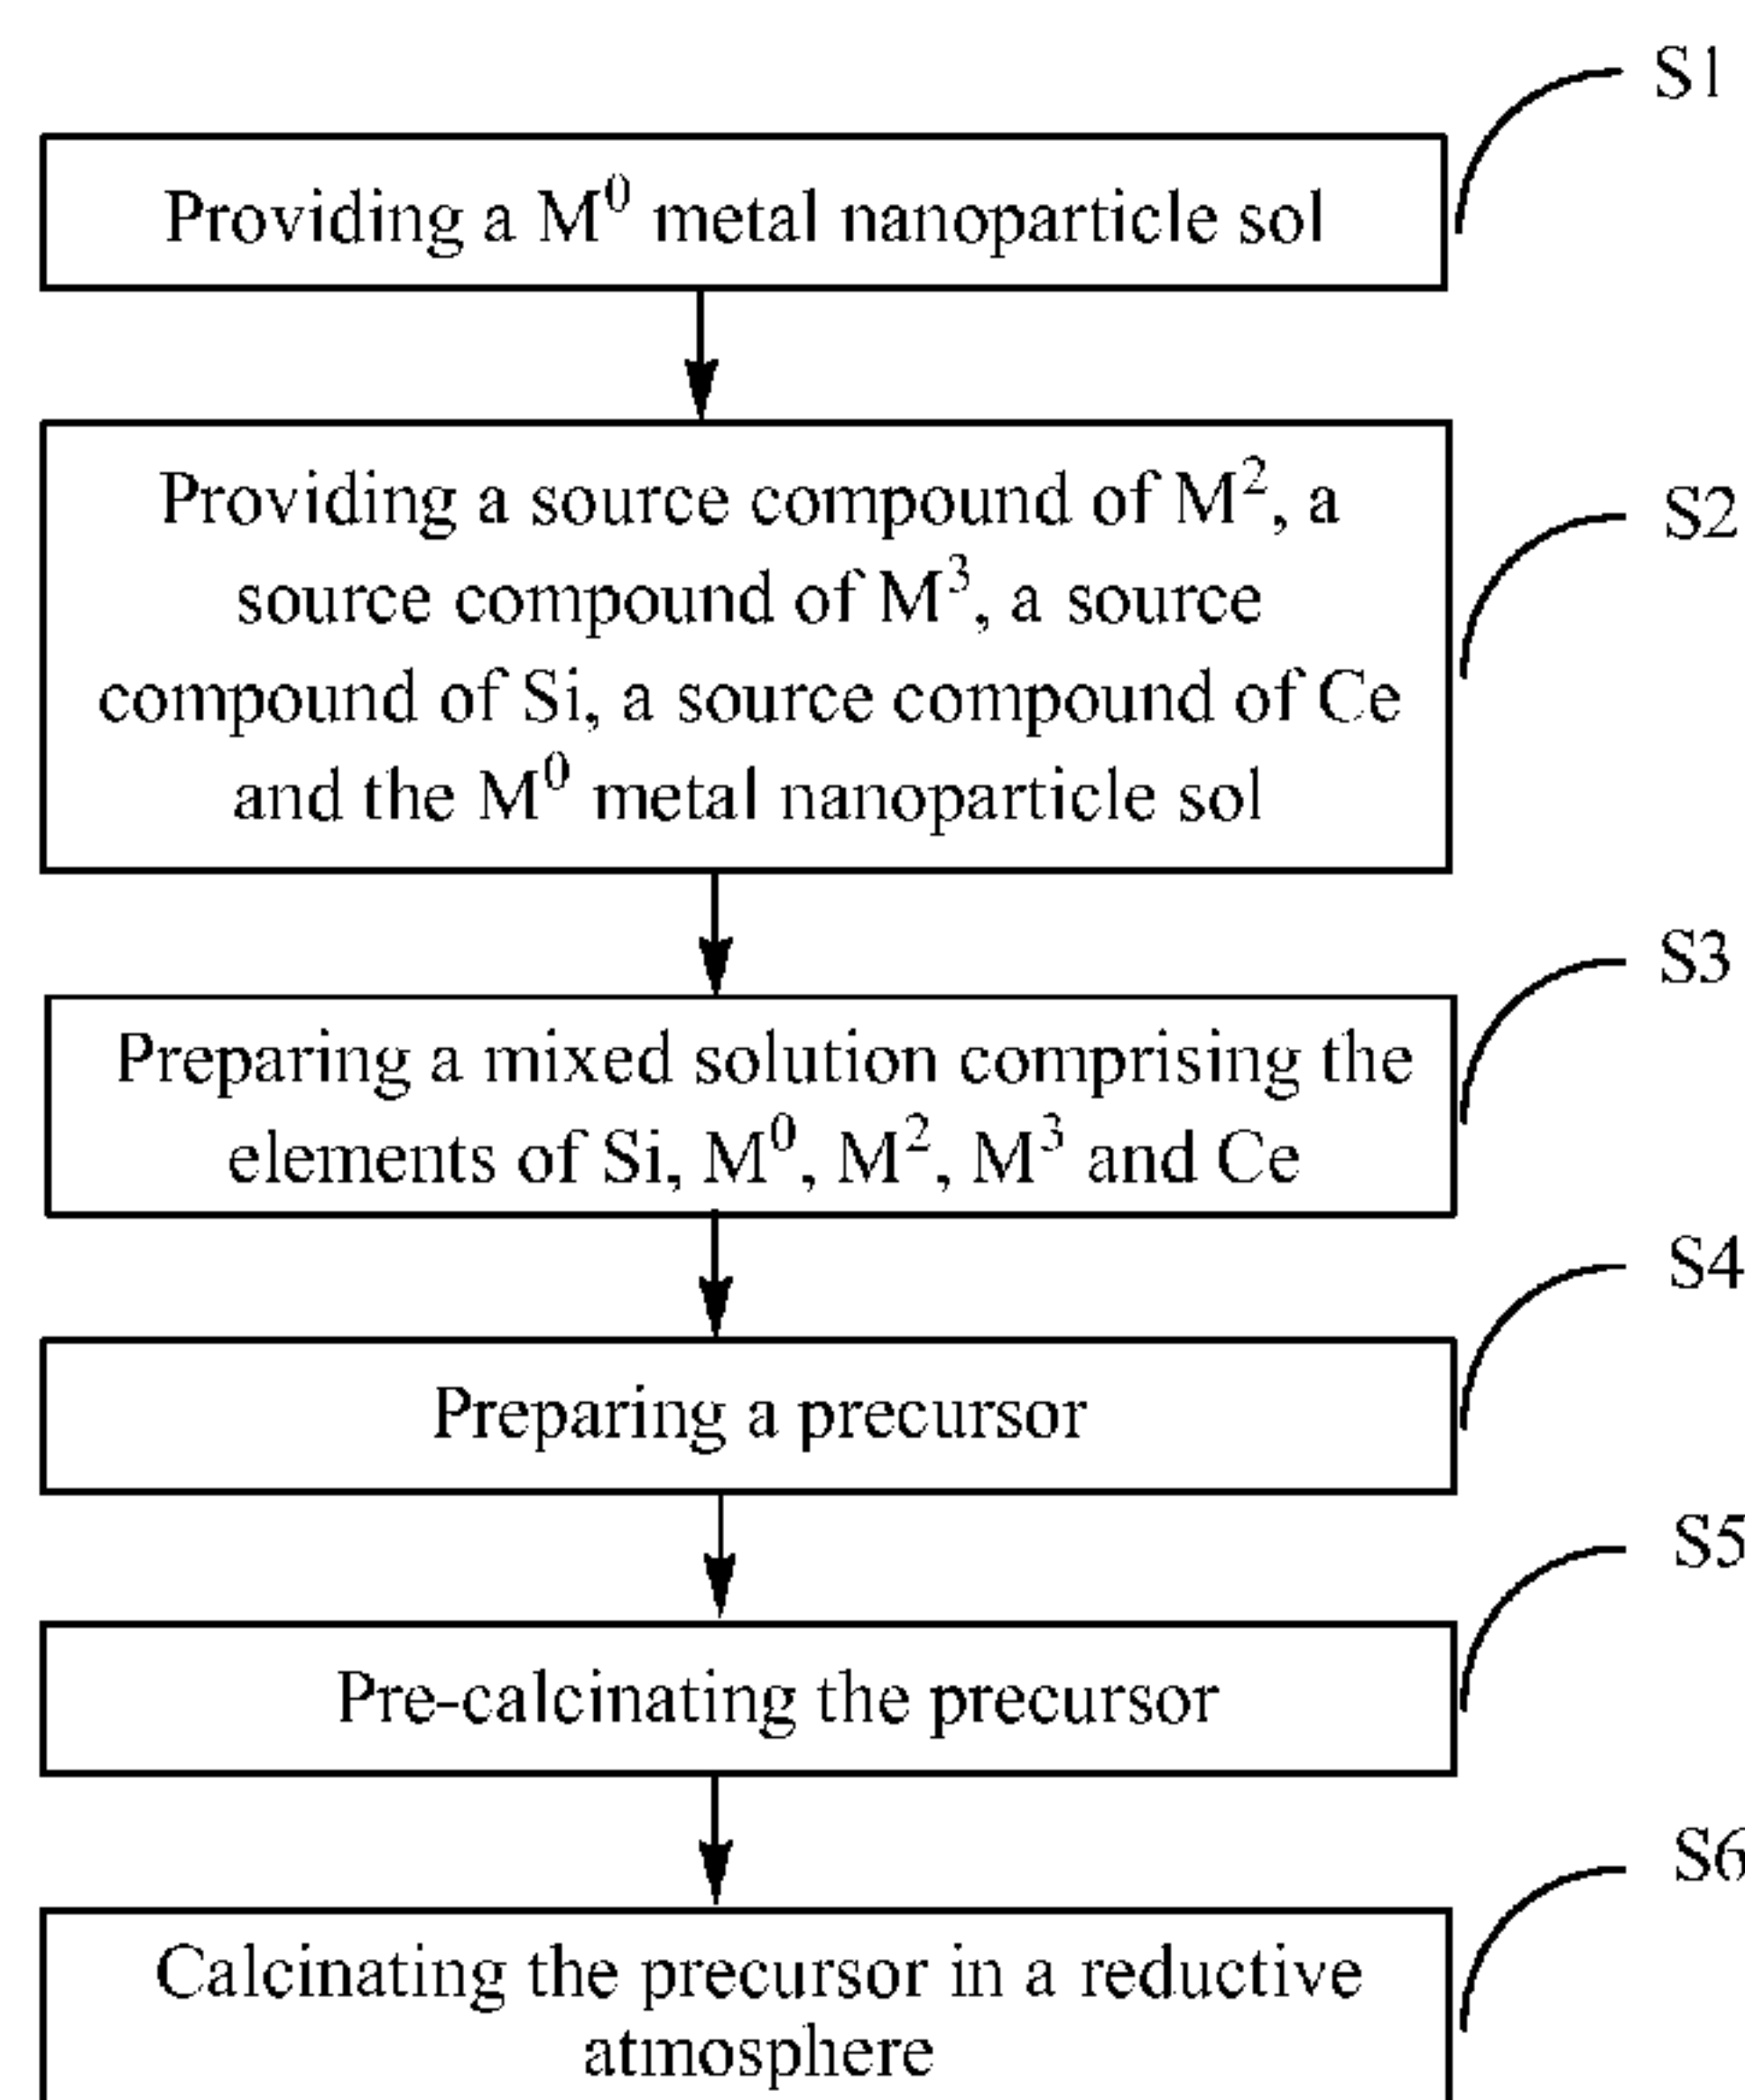 S1
Providing a M⁰ metal nanoparticle sol
Providing a source compound of M², a
S2
source compound of M³, a source
compound of Si, a source compound of Ce
and the M⁰ metal nanoparticle sol
S3
Preparing a mixed solution comprising the
elements of Si, M⁰, M², M³ and Ce
S4
Preparing a precursor
S5
Pre-calcinating the precursor
S6
Calcinating the precursor in a reductive
atmosphere